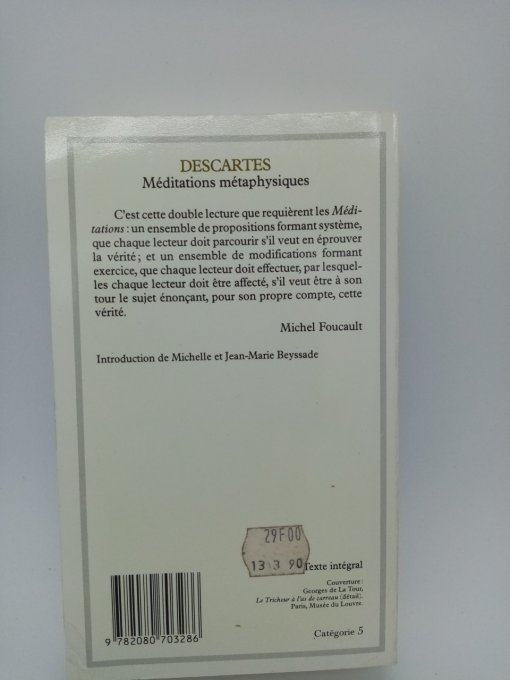 DESCARTES
Méditations métaphysiques
C'est cette double lecture que requièrent les Médi-
tations : un ensemble de propositions formant système,
que chaque lecteur doit parcourir s'il veut en éprouver
la vérité ; et un ensemble de modifications formant
exercice, que chaque lecteur doit effectuer, par lesquel-
les chaque lecteur doit être affecté, s'il veut être à son
tour le sujet énonçant, pour son propre compte, cette
vérité.
Michel Foucault
Introduction de Michelle et Jean-Marie Beyssade
29F00
13 3 90
Texte intégral
Couverture :
Georges de La Tour,
Le Tricheur à l'as de carreau (détail).
Paris, Musée du Louvre.
9 782080 703286
Catégorie 5